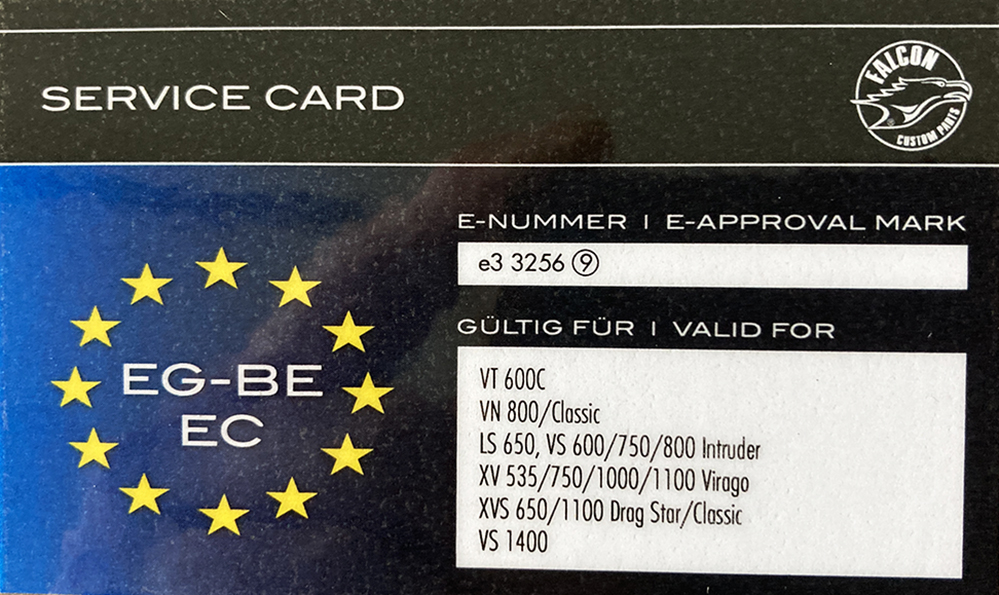 SERVICE CARD
FALCON
CUSTOM PARTS
®
E-NUMMER | E-APPROVAL MARK
e3 3256 ⑨
GÜLTIG FÜR | VALID FOR
EG-BE
EC
VT 600C
VN 800/Classic
LS 650, VS 600/750/800 Intruder
XV 535/750/1000/1100 Virago
XVS 650/1100 Drag Star/Classic
VS 1400